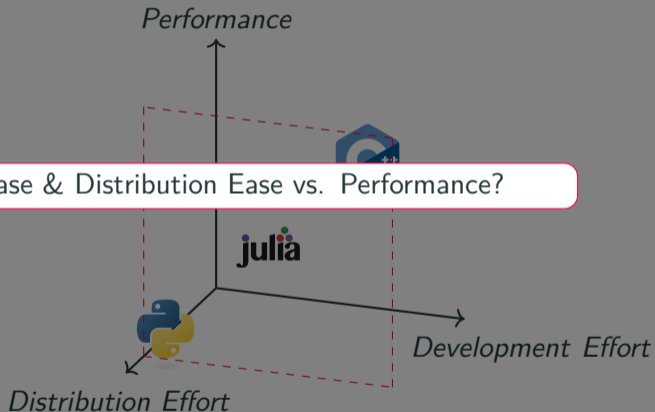 Performance
ase & Distribution Ease vs. Performance?
julia
Development Effort
Distribution Effort